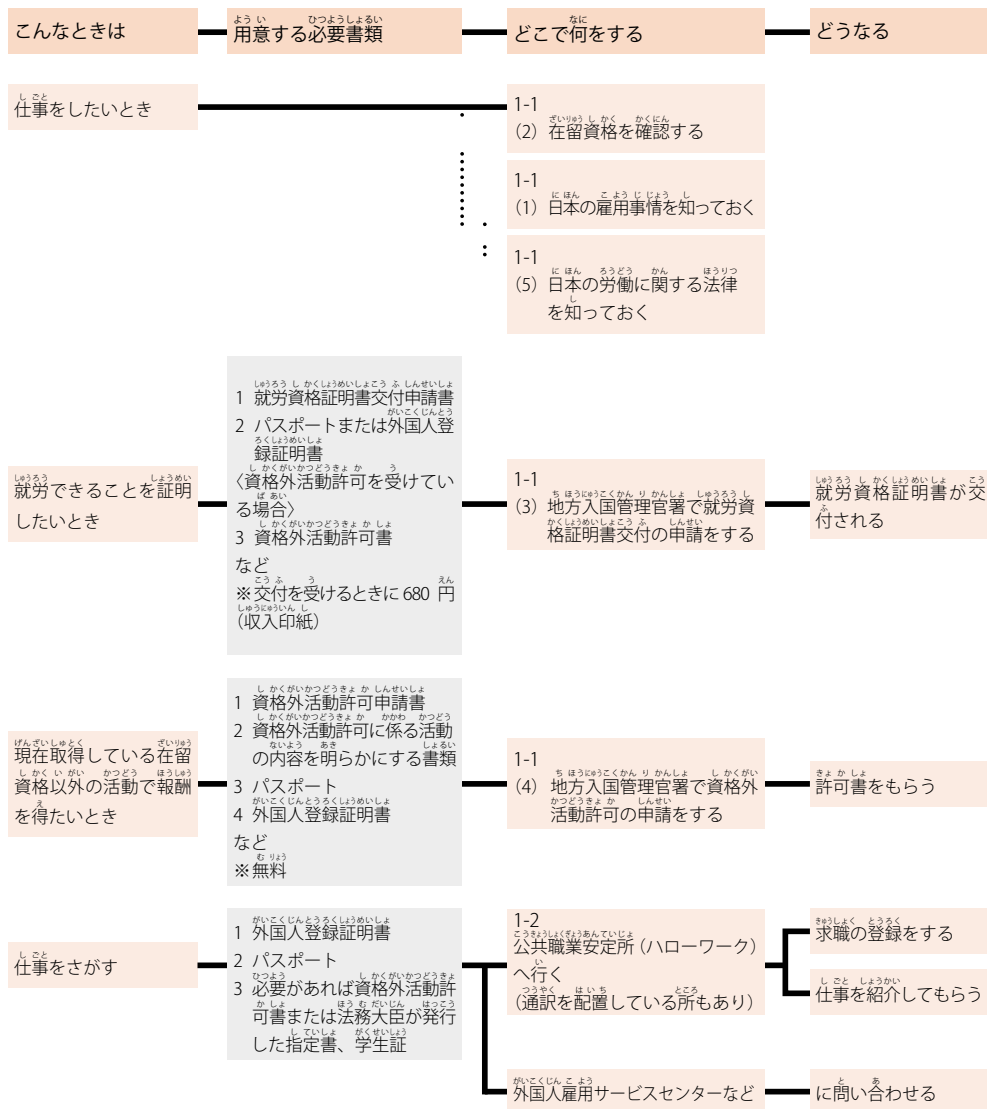 こんなときは
用意する必要書類
どこで何をする
どうなる
仕事をしたいとき
1-1
(2) 在留資格を確認する
1-1
(1) 日本の雇用事情を知っておく
1-1
(5) 日本の労働に関する法律
を知っておく
就労できることを証明
したいとき
1 就労資格証明書交付申請書
2 パスポートまたは外国人登
録証明書
〈資格外活動許可を受けてい
る場合〉
3 資格外活動許可書
など
※交付を受けるときに 680 円
(収入印紙)
1-1
(3) 地方入国管理官署で就労資
格証明書交付の申請をする
就労資格証明書が交
付される
現在取得している在留
資格以外の活動で報酬
を得たいとき
1 資格外活動許可申請書
2 資格外活動許可に係る活動
の内容を明らかにする書類
3 パスポート
4 外国人登録証明書
など
※無料
1-1
(4) 地方入国管理官署で資格外
活動許可の申請をする
許可書をもらう
仕事をさがす
1 外国人登録証明書
2 パスポート
3 必要があれば資格外活動許
可書または法務大臣が発行
した指定書、学生証
1-2
公共職業安定所 (ハローワーク)
へ行く
(通訳を配置している所もあり)
求職の登録をする
仕事を紹介してもらう
外国人雇用サービスセンターなど
に問い合わせる